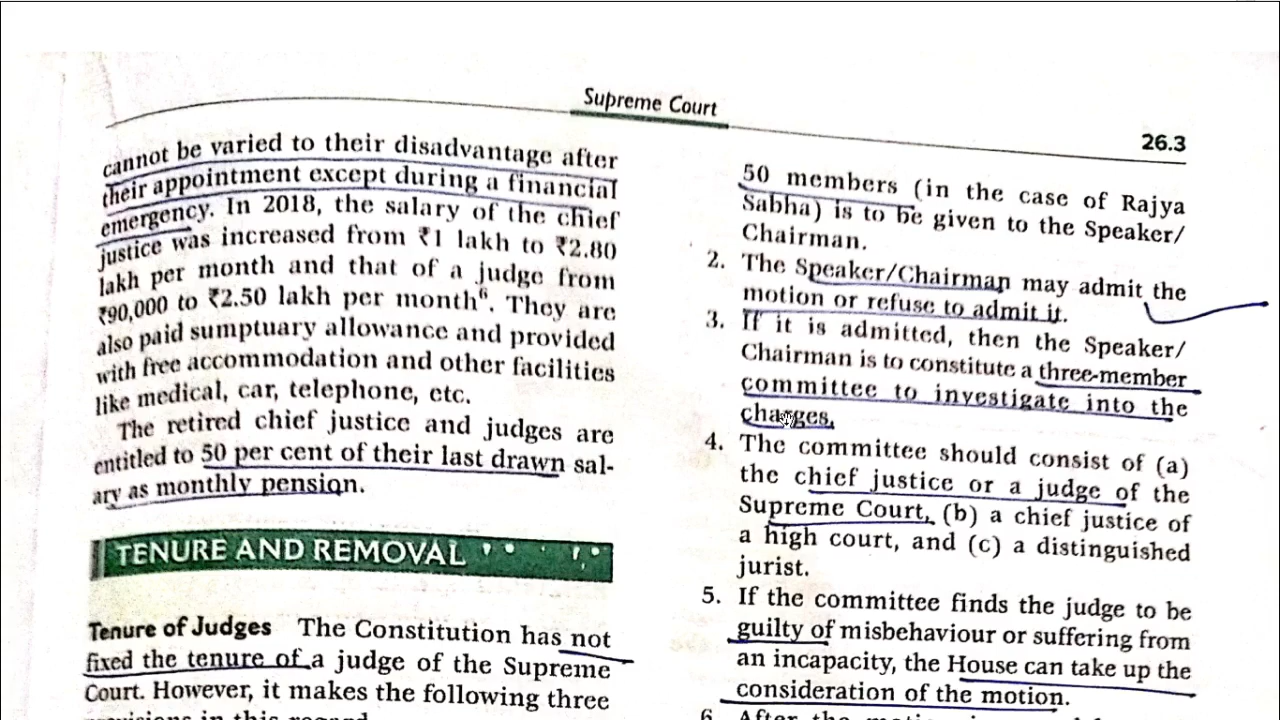 Supreme Court
26.3
cannot be varied to their disadvantage after
their appointment except during a financial
emergency. In 2018, the salary of the chief
justice was increased from ₹1 lakh to ₹2.80
lakh per month and that of a judge from
₹90,000 to ₹2.50 lakh per month⁶. They are
also paid sumptuary allowance and provided
with free accommodation and other facilities
like medical, car, telephone, etc.
The retired chief justice and judges are
entitled to 50 per cent of their last drawn sal-
ary as monthly pension.
TENURE AND REMOVAL
Tenure of Judges The Constitution has not
fixed the tenure of a judge of the Supreme
Court. However, it makes the following three
provisions in this regard
50 members (in the case of Rajya
Sabha) is to be given to the Speaker/
Chairman.
2. The Speaker/Chairman may admit the
motion or refuse to admit it.
3. If it is admitted, then the Speaker/
Chairman is to constitute a three-member
committee to investigate into the
charges.
4. The committee should consist of (a)
the chief justice or a judge of the
Supreme Court, (b) a chief justice of
a high court, and (c) a distinguished
jurist.
5. If the committee finds the judge to be
guilty of misbehaviour or suffering from
an incapacity, the House can take up the
consideration of the motion.
6. After the motion is